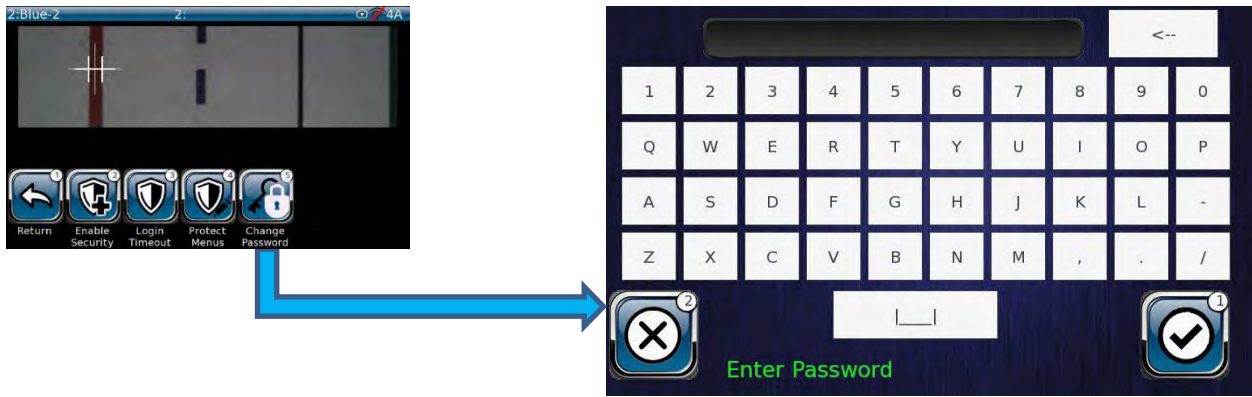 2:Blue-2 2: 4A
1 2 3 4 5
Return Enable Security Login Timeout Protect Menus Change Password
<--
1 2 3 4 5 6 7 8 9 0
Q W E R T Y U I O P
A S D F G H J K L -
Z X C V B N M , . /
2 |__| 1
Enter Password